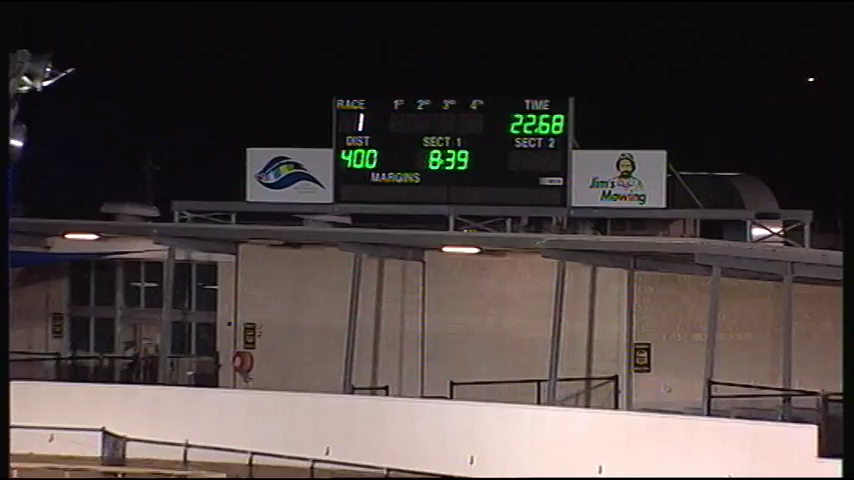 RACE 1ST 2ND 3RD 4TH TIME
1 22.68
DIST SECT 1 SECT 2
400 8.39
MARGINS
Jim's
Mowing